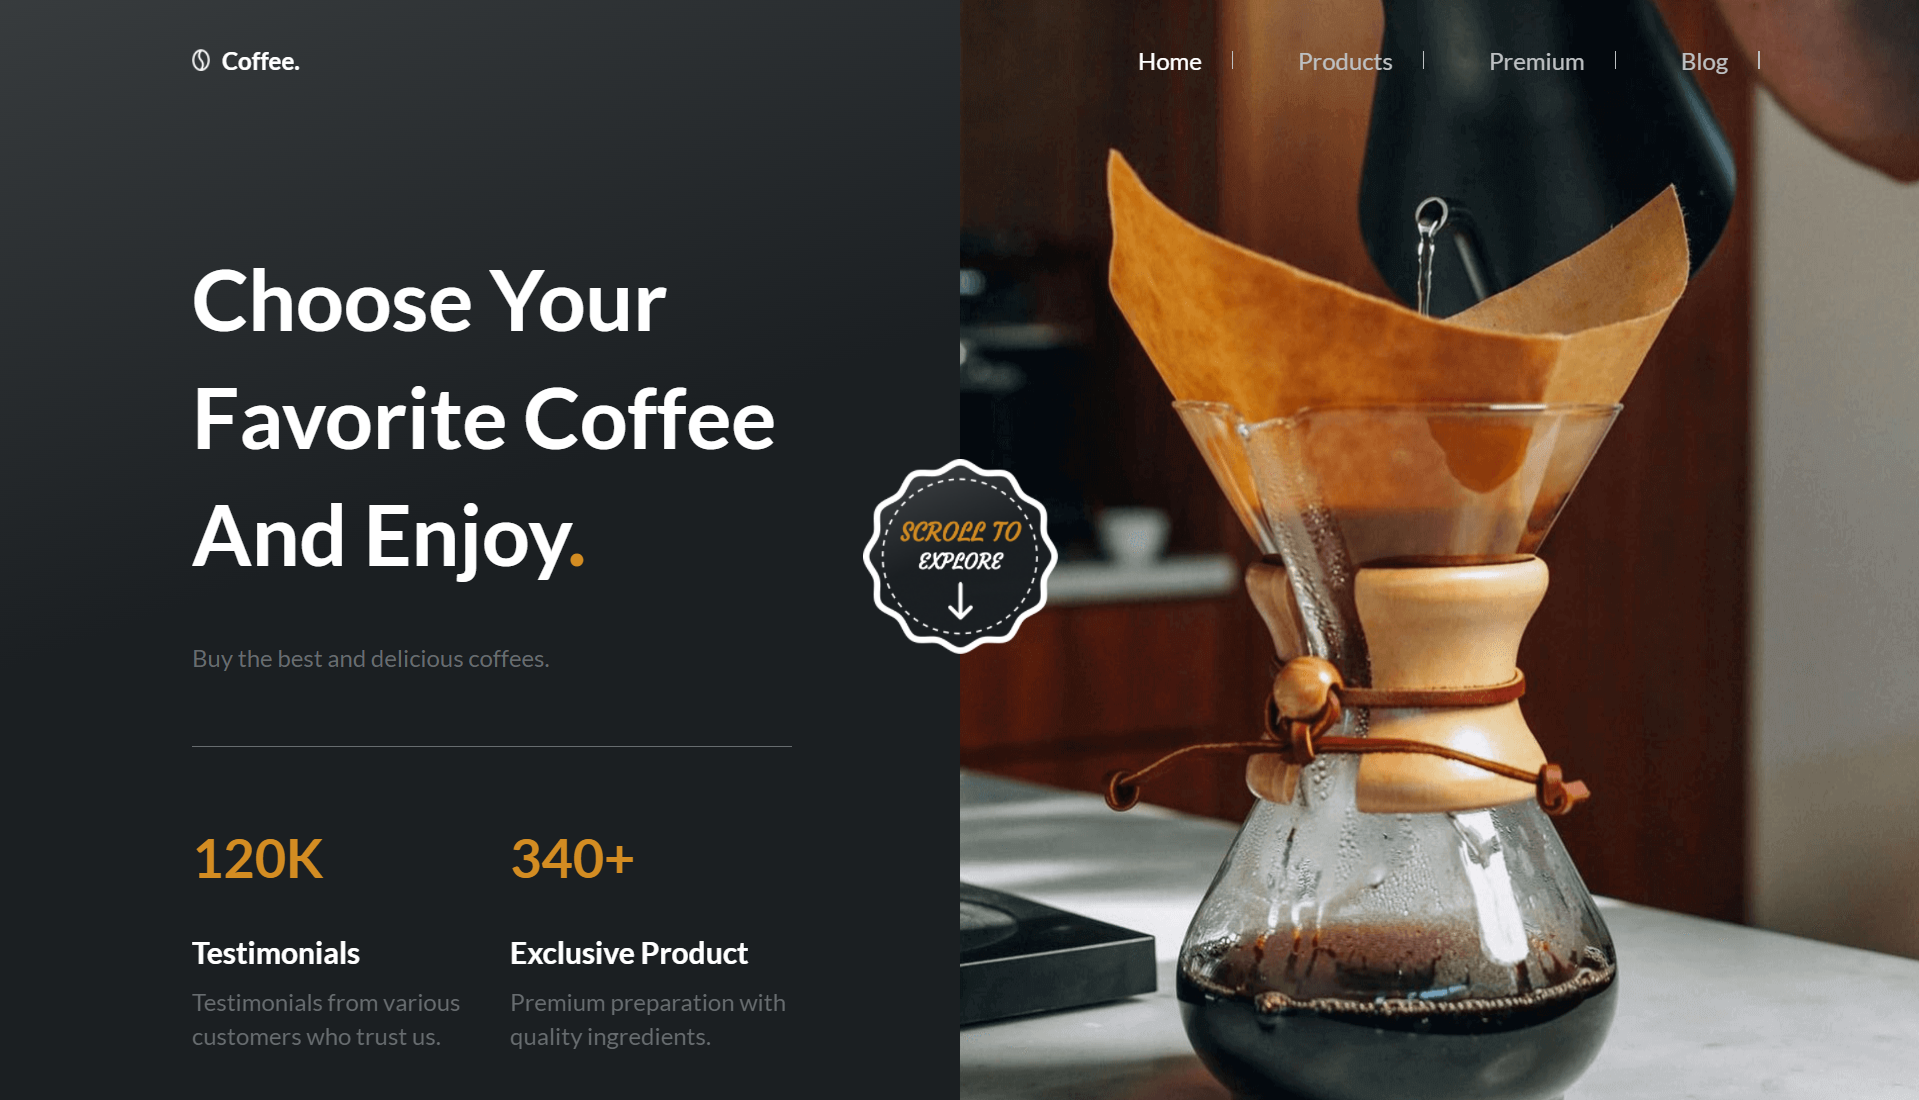 Coffee.
Home
Products
Premium
Blog
Choose Your
Favorite Coffee
And Enjoy.
SCROLL TO
EXPLORE
Buy the best and delicious coffees.
120K
340+
Testimonials
Exclusive Product
Testimonials from various
customers who trust us.
Premium preparation with
quality ingredients.